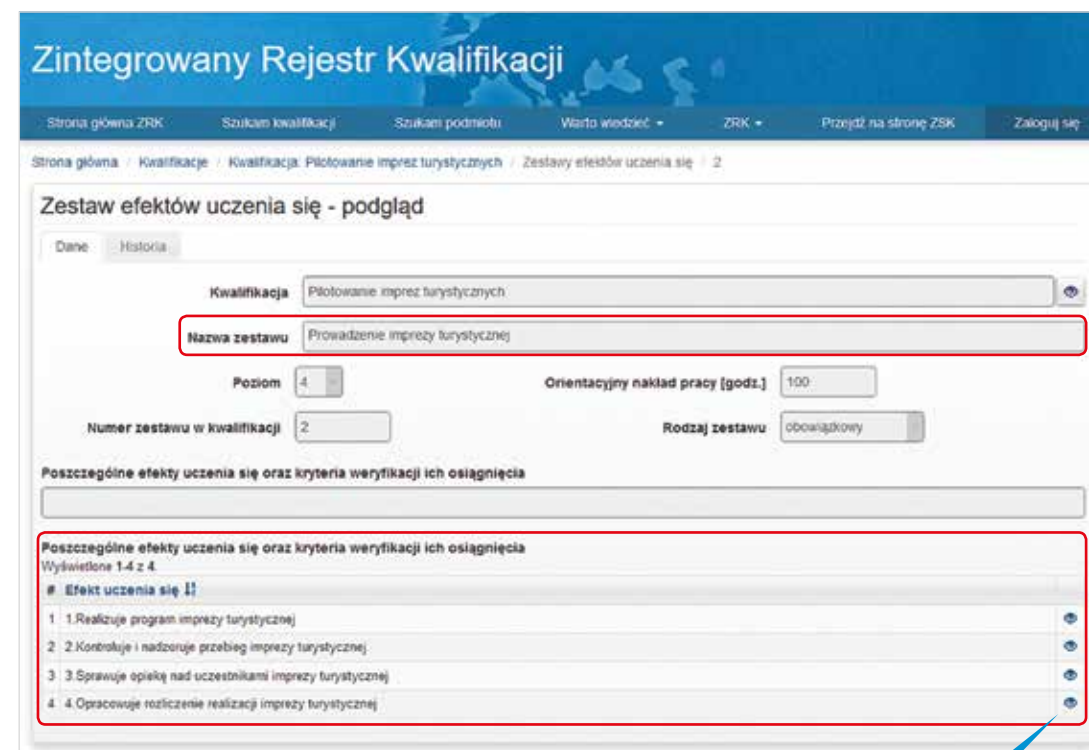 Zintegrowany Rejestr Kwalifikacji
Strona główna ZRK Szukam kwalifikacji Szukam podmiotu Warto wiedzieć ZRK Przejdź na stronę ZSK Zaloguj się
Strona główna / Kwalifikacje / Kwalifikacja: Pilotowanie imprez turystycznych / Zestawy efektów uczenia się / 2
Zestaw efektów uczenia się - podgląd
Dane Historia
Kwalifikacja Pilotowanie imprez turystycznych
Nazwa zestawu Prowadzenie imprezy turystycznej
Poziom 4 Orientacyjny nakład pracy [godz.] 100
Numer zestawu w kwalifikacji 2 Rodzaj zestawu obowiązkowy
Poszczególne efekty uczenia się oraz kryteria weryfikacji ich osiągnięcia
Poszczególne efekty uczenia się oraz kryteria weryfikacji ich osiągnięcia
Wyświetlone 1-4 z 4.
# Efekt uczenia się
1 1.Realizuje program imprezy turystycznej
2 2.Kontroluje i nadzoruje przebieg imprezy turystycznej
3 3.Sprawuje opiekę nad uczestnikami imprezy turystycznej
4 4.Opracowuje rozliczenie realizacji imprezy turystycznej